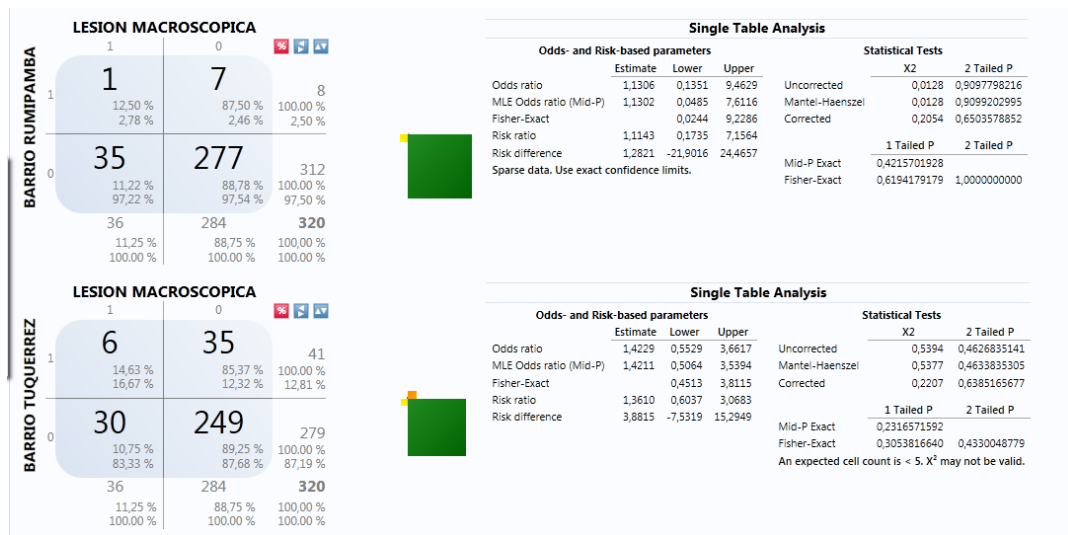 LESION MACROSCOPICA
1 0
BARRIO RUMIPAMBA
1 1 7 8
12,50 % 87,50 % 100.00 %
2,78 % 2,46 % 2,50 %
0 35 277 312
11,22 % 88,78 % 100.00 %
97,22 % 97,54 % 97,50 %
36 284 320
11,25 % 88,75 % 100,00 %
100.00 % 100.00 % 100.00 %
Single Table Analysis
Odds- and Risk-based parameters
Estimate Lower Upper
Odds ratio 1,1306 0,1351 9,4629
MLE Odds ratio (Mid-P) 1,1302 0,0485 7,6116
Fisher-Exact 0,0244 9,2286
Risk ratio 1,1143 0,1735 7,1564
Risk difference 1,2821 -21,9016 24,4657
Sparse data. Use exact confidence limits.
Statistical Tests
X2 2 Tailed P
Uncorrected 0,0128 0,9097798216
Mantel-Haenszel 0,0128 0,9099202995
Corrected 0,2054 0,6503578852
1 Tailed P 2 Tailed P
Mid-P Exact 0,4215701928
Fisher-Exact 0,6194179179 1,0000000000
LESION MACROSCOPICA
1 0
BARRIO TUQUERREZ
1 6 35 41
14,63 % 85,37 % 100.00 %
16,67 % 12,32 % 12,81 %
0 30 249 279
10,75 % 89,25 % 100.00 %
83,33 % 87,68 % 87,19 %
36 284 320
11,25 % 88,75 % 100,00 %
100.00 % 100.00 % 100.00 %
Single Table Analysis
Odds- and Risk-based parameters
Estimate Lower Upper
Odds ratio 1,4229 0,5529 3,6617
MLE Odds ratio (Mid-P) 1,4211 0,5064 3,5394
Fisher-Exact 0,4513 3,8115
Risk ratio 1,3610 0,6037 3,0683
Risk difference 3,8815 -7,5319 15,2949
Statistical Tests
X2 2 Tailed P
Uncorrected 0,5394 0,4626835141
Mantel-Haenszel 0,5377 0,4633835305
Corrected 0,2207 0,6385165677
1 Tailed P 2 Tailed P
Mid-P Exact 0,2316571592
Fisher-Exact 0,3053816640 0,4330048779
An expected cell count is < 5. X² may not be valid.